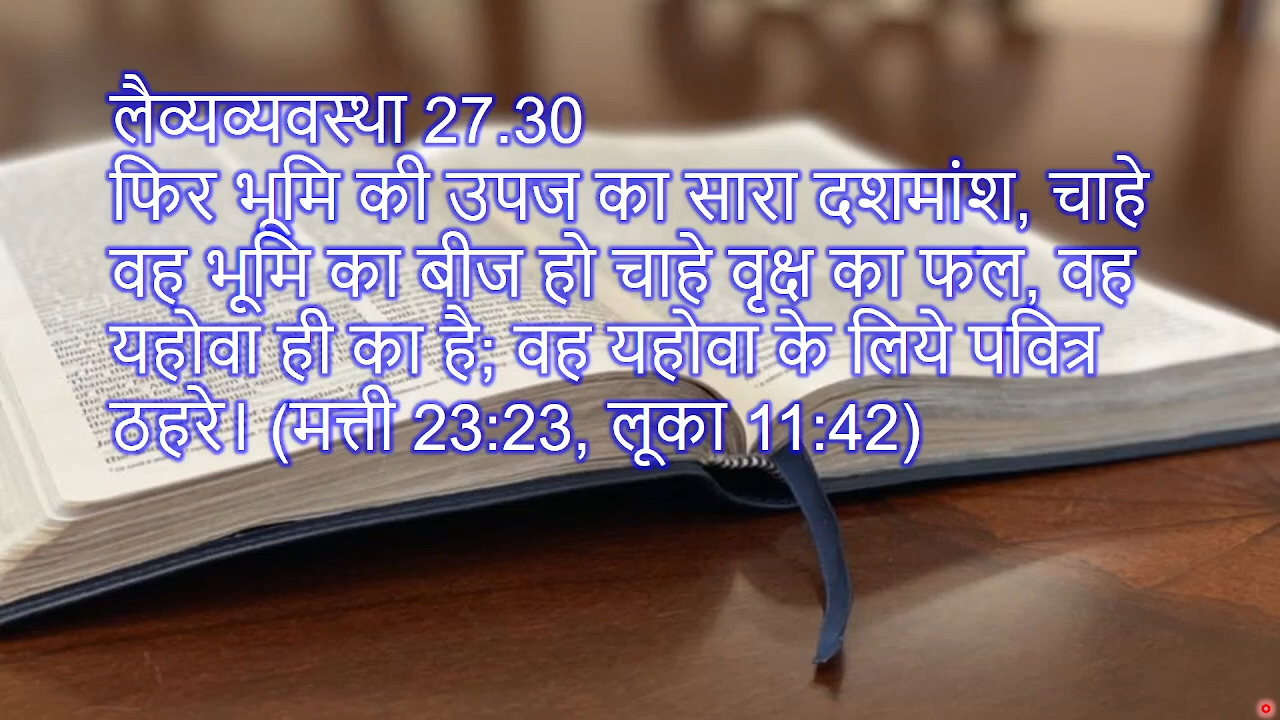 लैव्यव्यवस्था 27.30
फिर भूमि की उपज का सारा दशमांश, चाहे
वह भूमि का बीज हो चाहे वृक्ष का फल, वह
यहोवा ही का है; वह यहोवा के लिये पवित्र
ठहरे। (मत्ती 23:23, लूका 11:42)